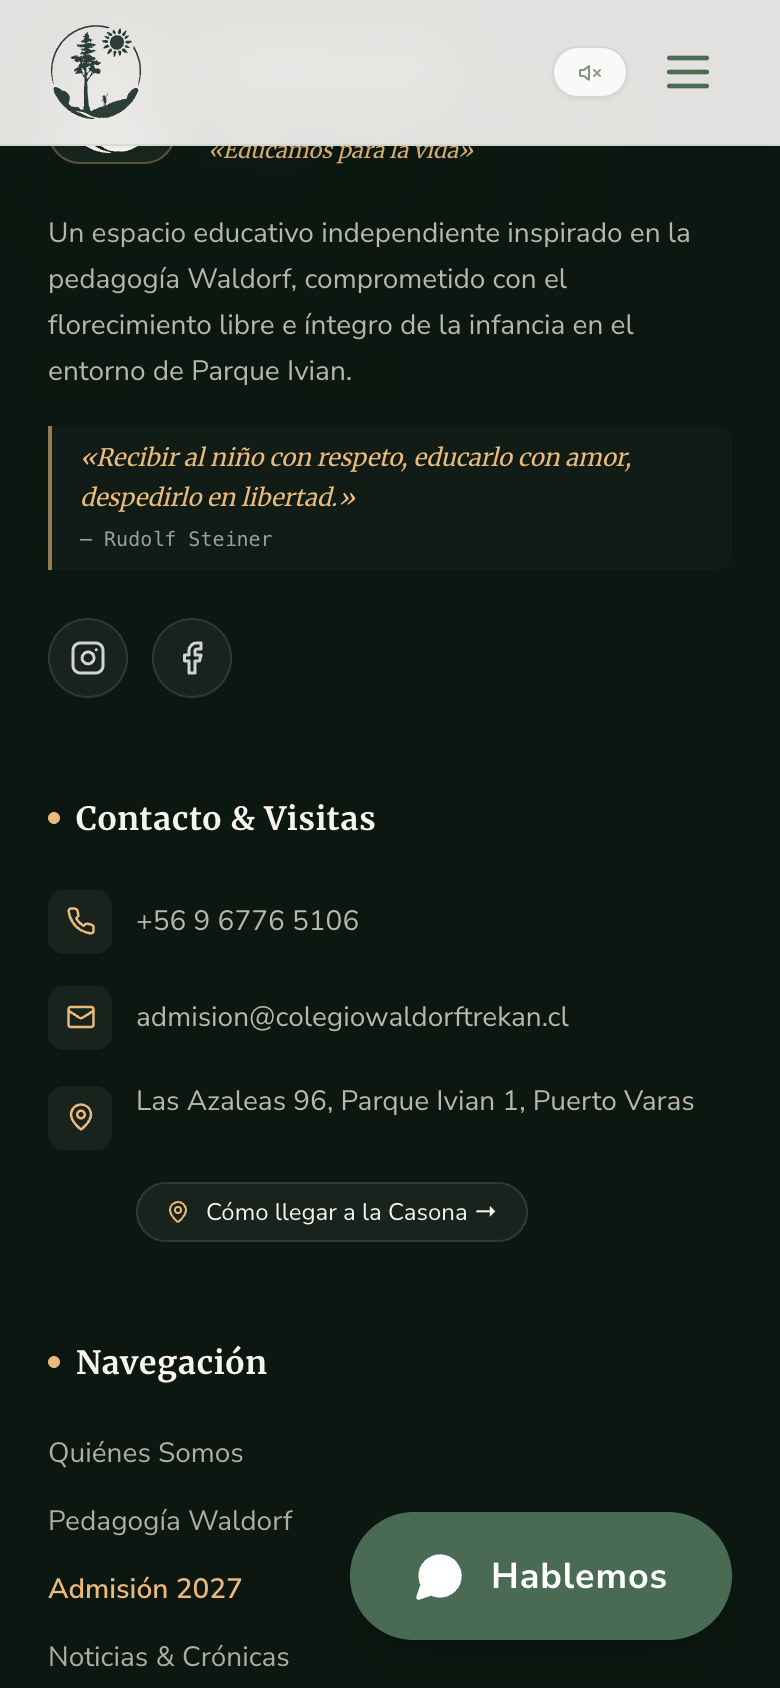 «Educamos para la vida»
Un espacio educativo independiente inspirado en la
pedagogía Waldorf, comprometido con el
florecimiento libre e íntegro de la infancia en el
entorno de Parque Ivian.
«Recibir al niño con respeto, educarlo con amor,
despedirlo en libertad.»
— Rudolf Steiner
Contacto & Visitas
+56 9 6776 5106
admision@colegiowaldorftrekan.cl
Las Azaleas 96, Parque Ivian 1, Puerto Varas
Cómo llegar a la Casona →
Navegación
Quiénes Somos
Pedagogía Waldorf
Admisión 2027
Hablemos
Noticias & Crónicas